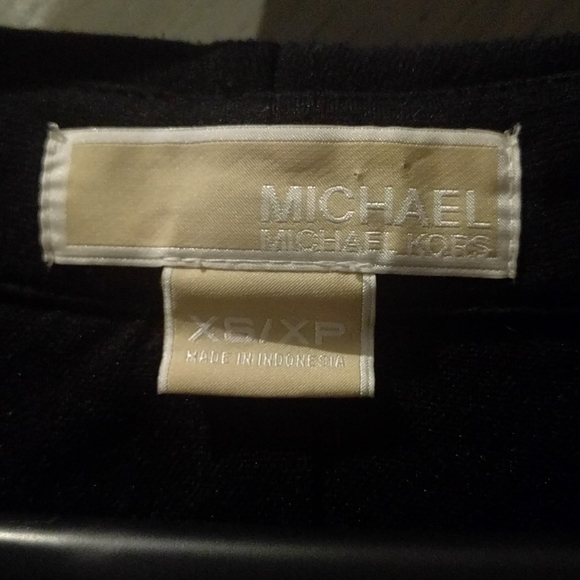 MICHAEL
MICHAEL KORS
XS/XP
MADE IN INDONESIA